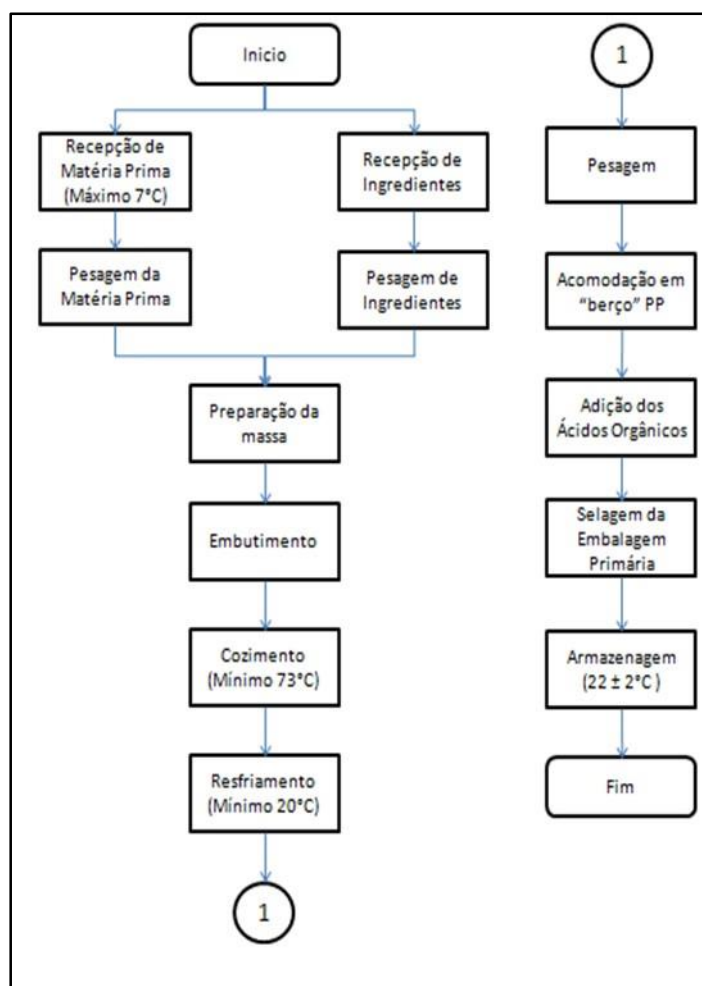 Inicio
Recepção de
Matéria Prima
(Máximo 7°C)
Recepção de
Ingredientes
Pesagem da
Matéria Prima
Pesagem de
Ingredientes
Preparação da
massa
Embutimento
Cozimento
(Mínimo 73°C)
Resfriamento
(Mínimo 20°C)
1
1
Pesagem
Acomodação em
“berço” PP
Adição dos
Ácidos Orgânicos
Selagem da
Embalagem
Primária
Armazenagem
(22 ± 2°C )
Fim